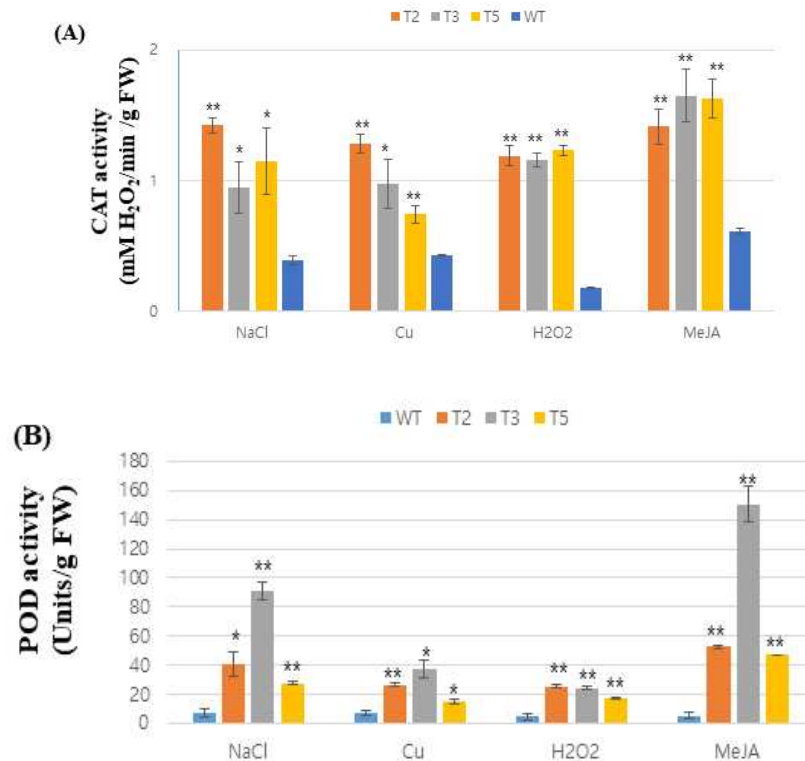 (A)
T2 T3 T5 WT
CAT activity
(mM H₂O₂/min /g FW)
2
1
0
** * *
** * **
** ** **
** ** **
NaCl Cu H2O2 MeJA
(B)
WT T2 T3 T5
POD activity
(Units/g FW)
180
160
140
120
100
80
60
40
20
0
* ** **
** * *
** ** **
** ** **
NaCl Cu H2O2 MeJA